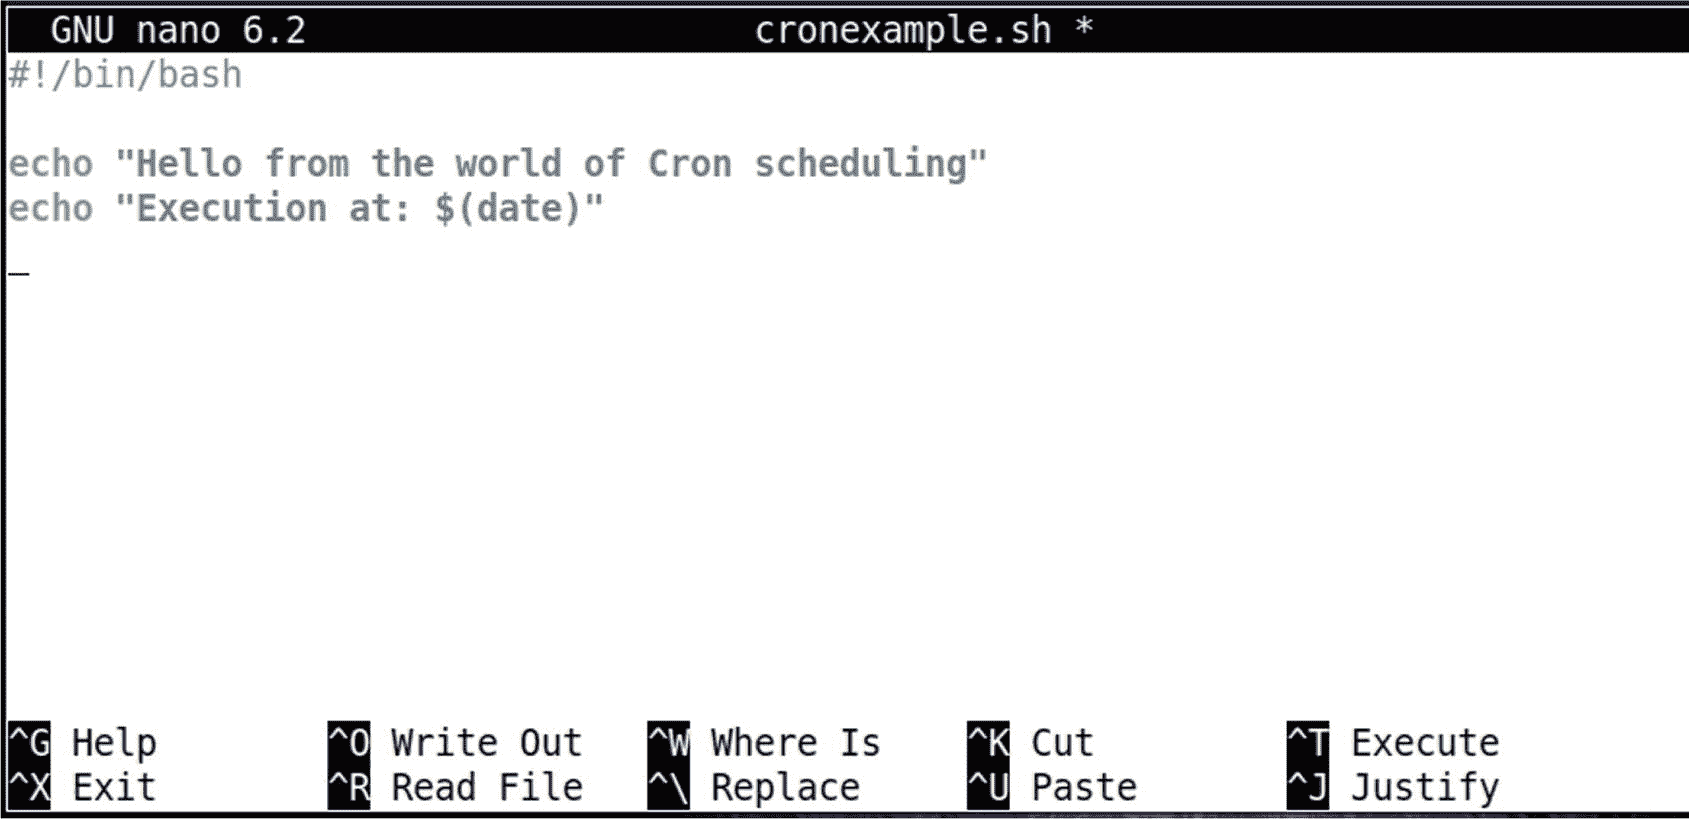 GNU nano 6.2 cronexample.sh *
#!/bin/bash
echo "Hello from the world of Cron scheduling"
echo "Execution at: $(date)"
^G Help ^O Write Out ^W Where Is ^K Cut ^T Execute
^X Exit ^R Read File ^\ Replace ^U Paste ^J Justify